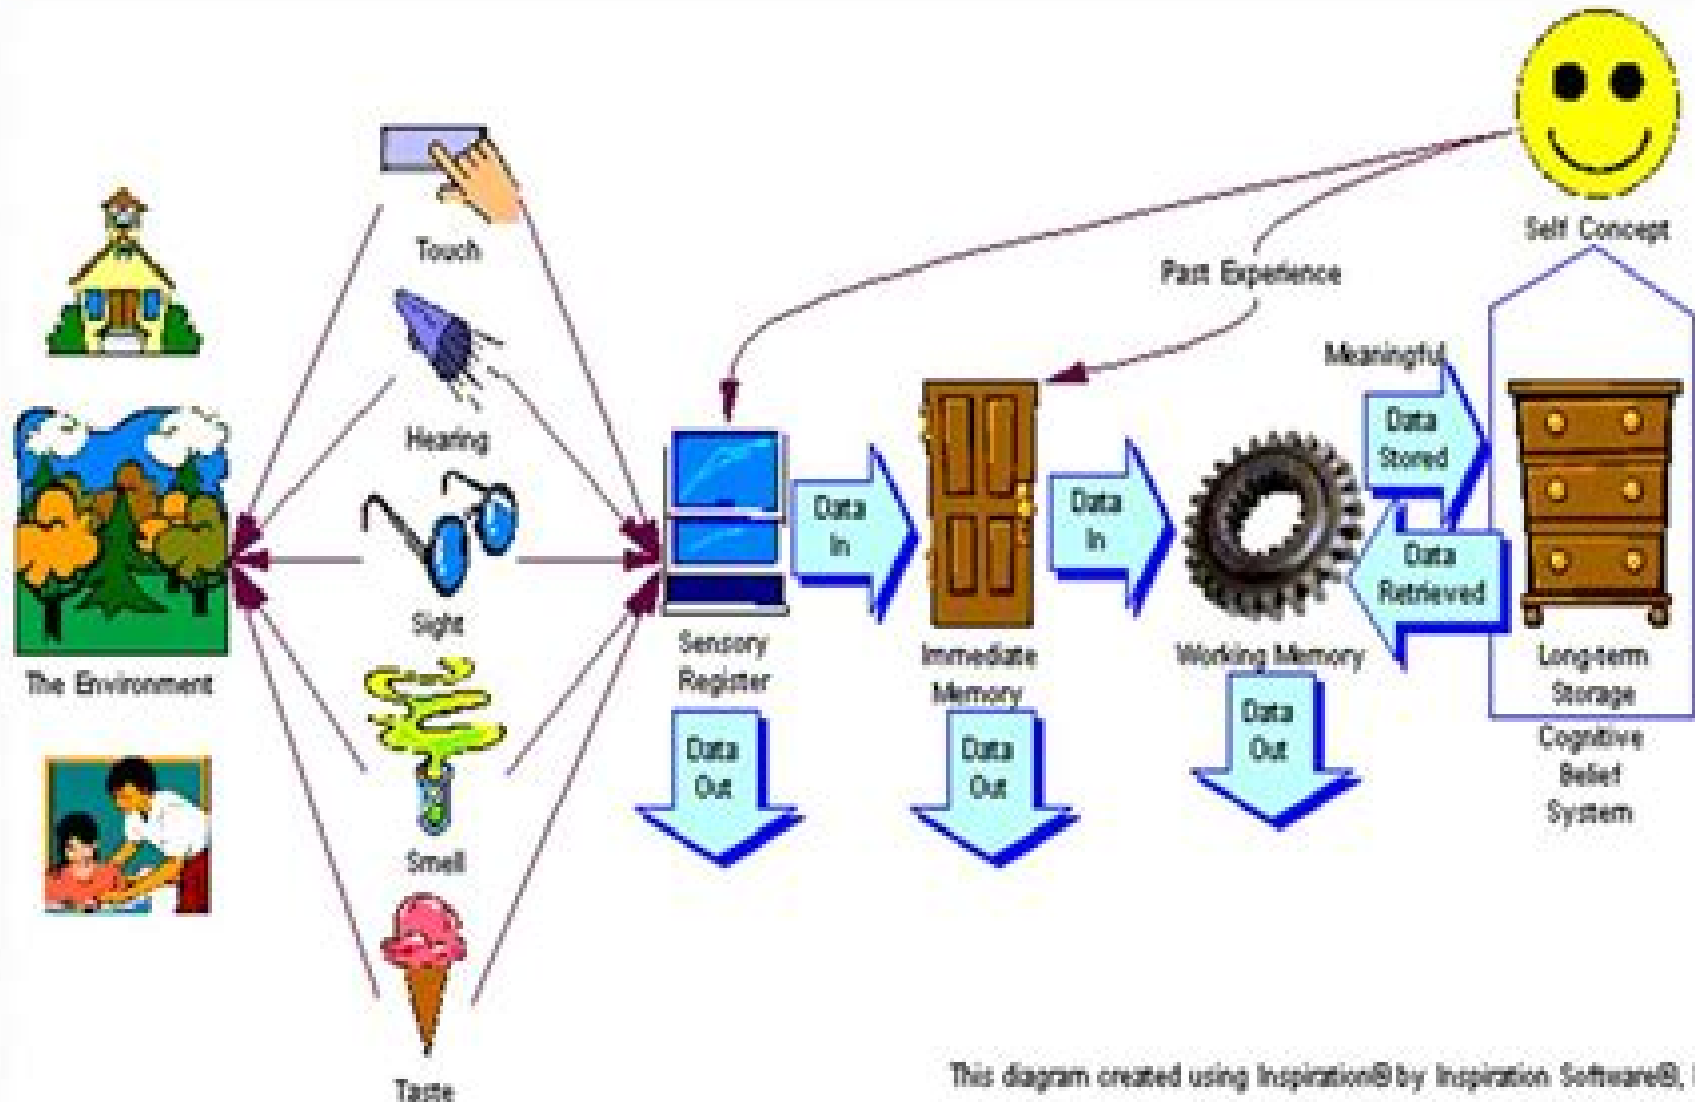 Self Concept
Touch
Past Experience
Meaningful
Hearing
Data
Stored
Data
In
Data
In
Data
Retrieved
Sight
Sensory
Register
Immediate
Memory
Working Memory
Long-term
Storage
The Environment
Data
Out
Data
Out
Data
Out
Cognitive
Belief
System
Smell
Taste
This diagram created using Inspiration® by Inspiration Software®,